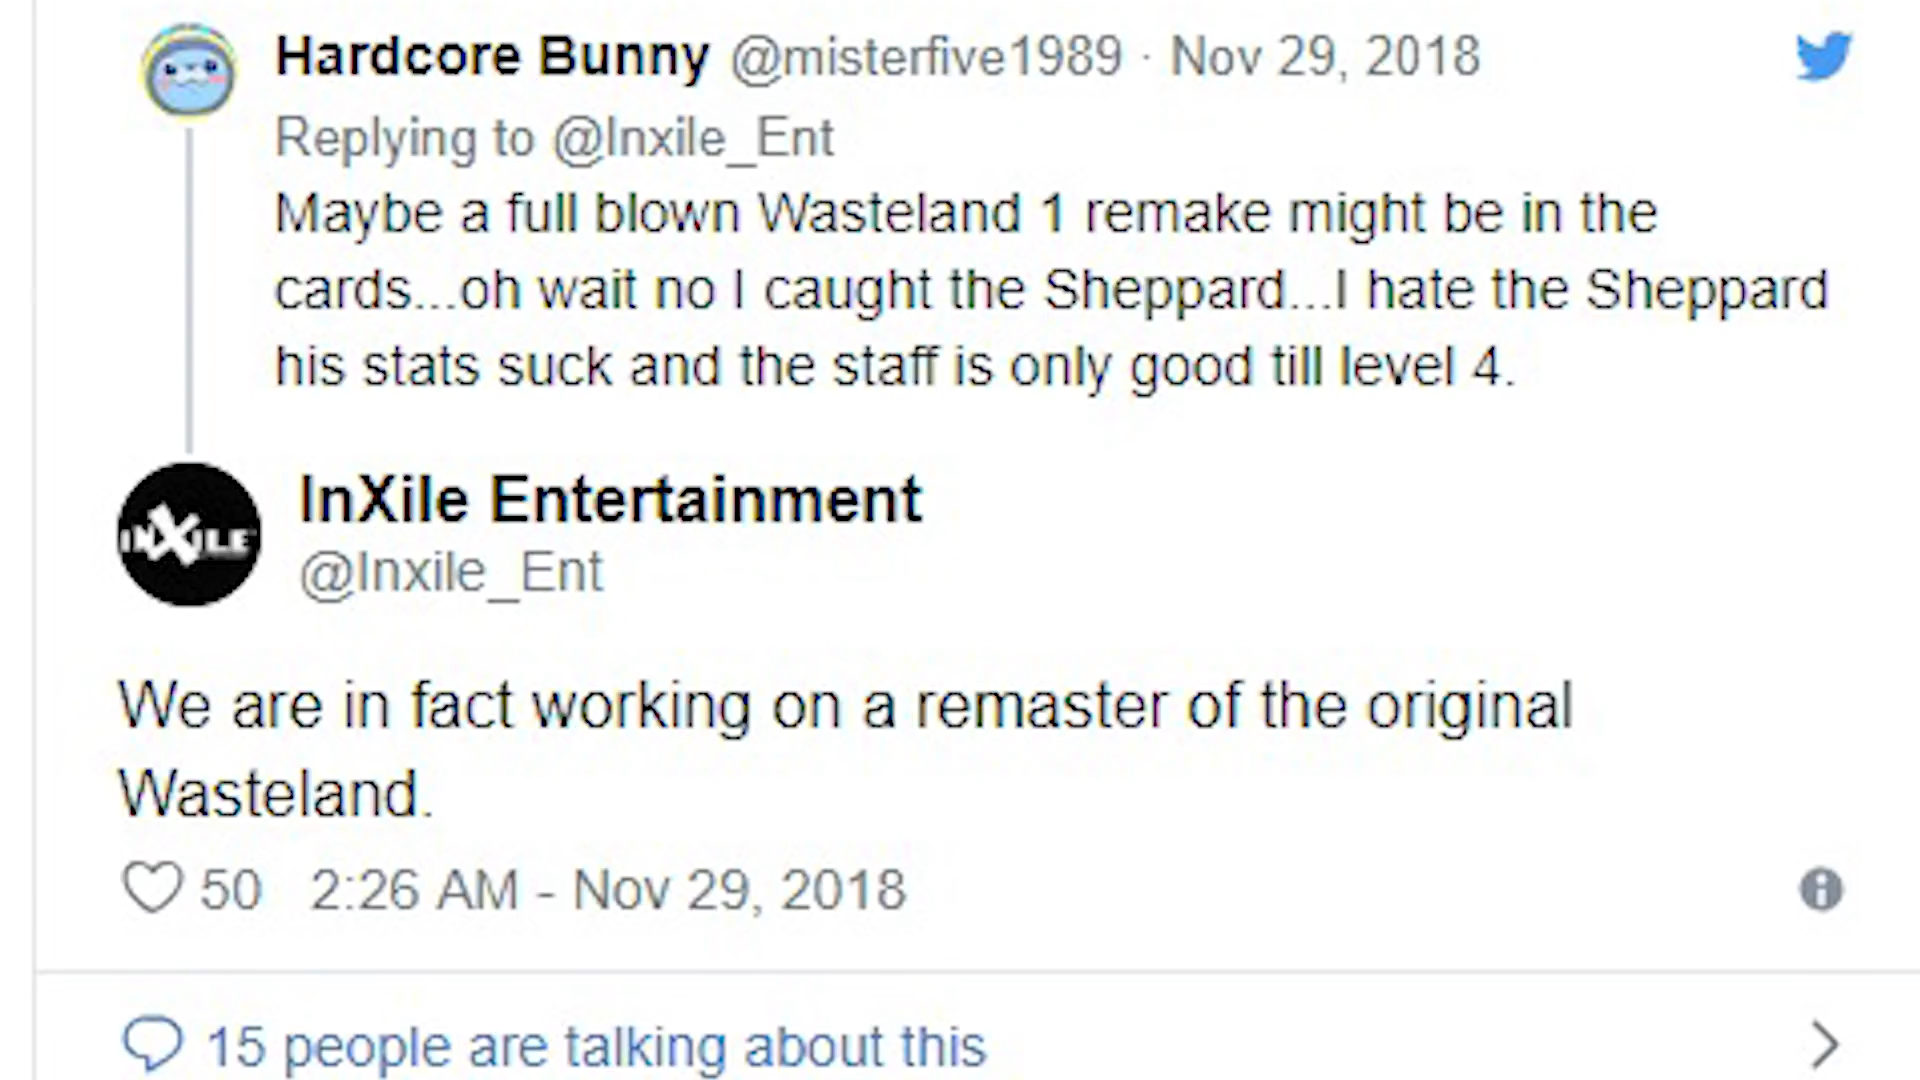 Hardcore Bunny @misterfive1989 · Nov 29, 2018
Replying to @Inxile_Ent
Maybe a full blown Wasteland 1 remake might be in the
cards...oh wait no I caught the Sheppard...I hate the Sheppard
his stats suck and the staff is only good till level 4.
INXILE
InXile Entertainment
@Inxile_Ent
We are in fact working on a remaster of the original
Wasteland.
50 2:26 AM - Nov 29, 2018
15 people are talking about this